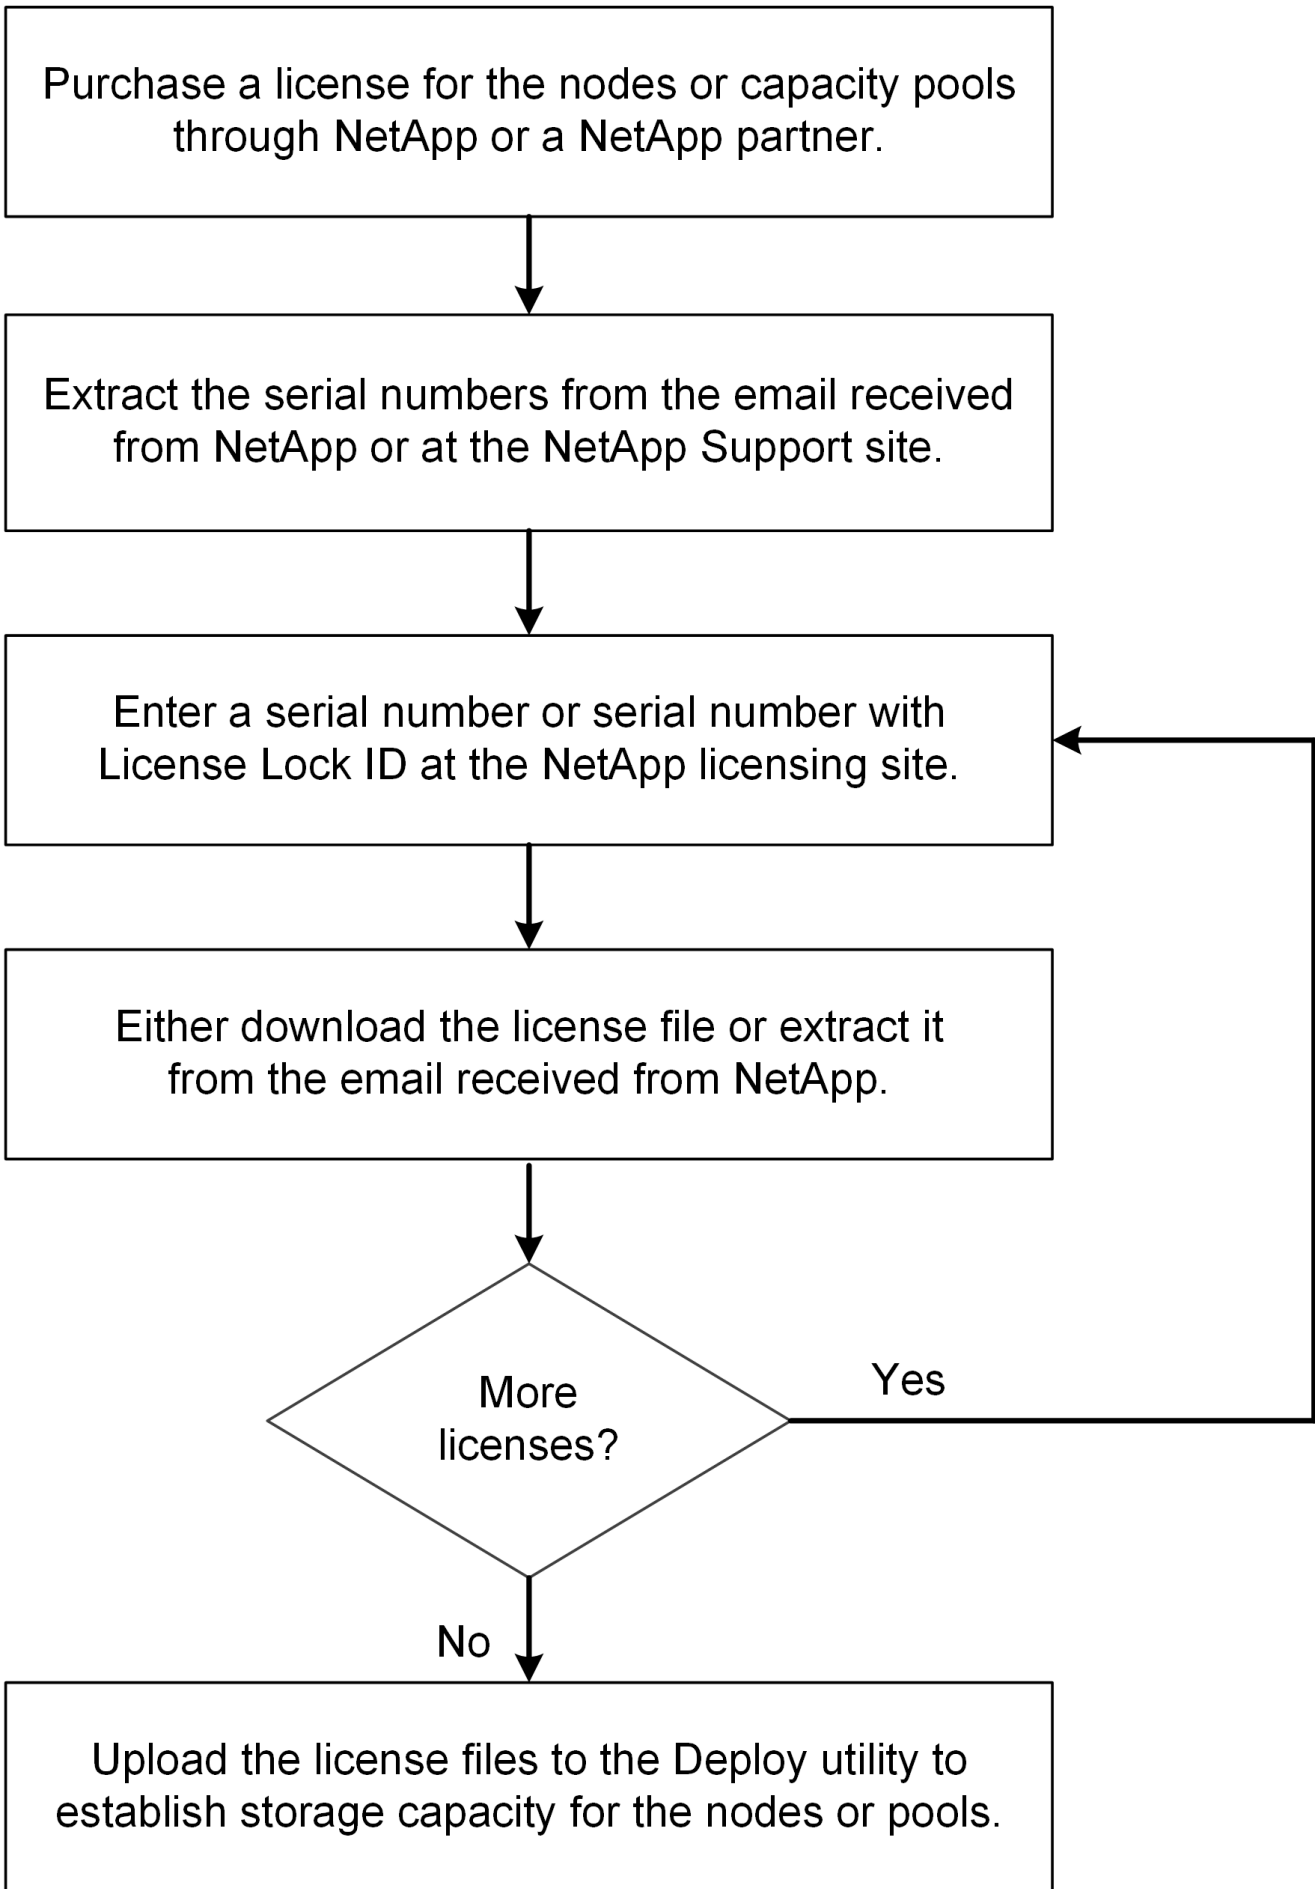 Purchase a license for the nodes or capacity pools
through NetApp or a NetApp partner.
Extract the serial numbers from the email received
from NetApp or at the NetApp Support site.
Enter a serial number or serial number with
License Lock ID at the NetApp licensing site.
Either download the license file or extract it
from the email received from NetApp.
More
licenses?
Yes
No
Upload the license files to the Deploy utility to
establish storage capacity for the nodes or pools.